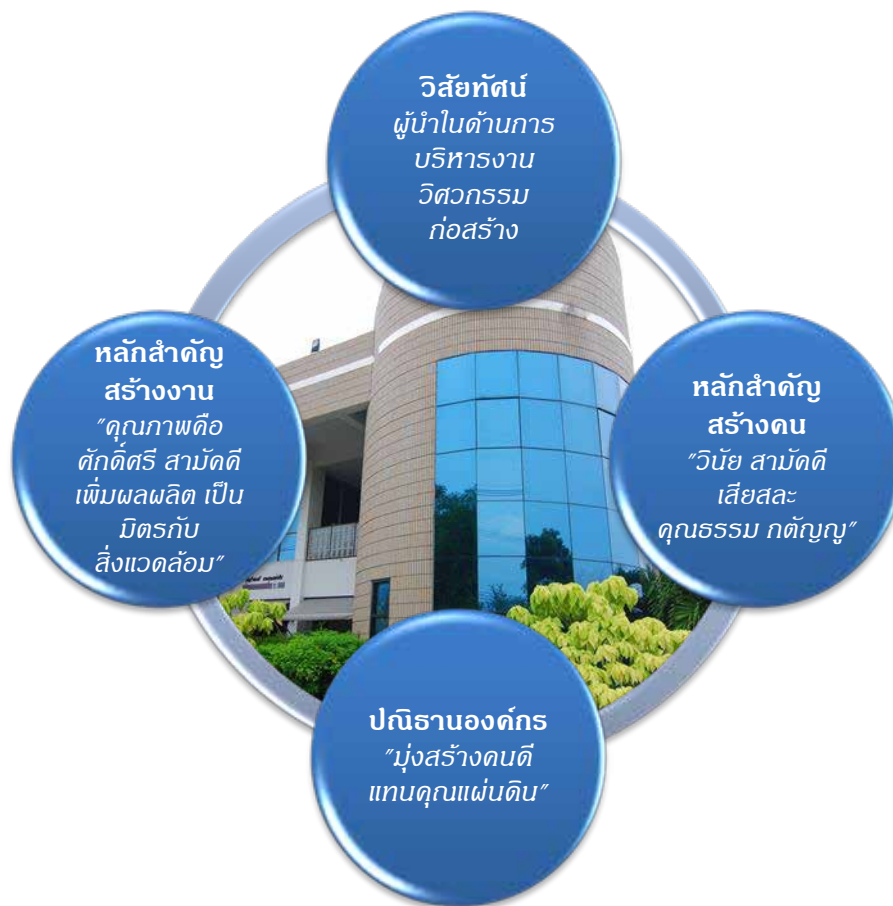 วิสัยทัศน์
ผู้นำในด้านการ
บริหารงาน
วิศวกรรม
ก่อสร้าง
หลักสำคัญ
สร้างงาน
"คุณภาพคือ
ศักดิ์ศรี สามัคคี
เพิ่มผลผลิต เป็น
มิตรกับ
สิ่งแวดล้อม"
หลักสำคัญ
สร้างคน
"วินัย สามัคคี
เสียสละ
คุณธรรม กตัญญู"
ปณิธานองค์กร
"มุ่งสร้างคนดี
แทนคุณแผ่นดิน"